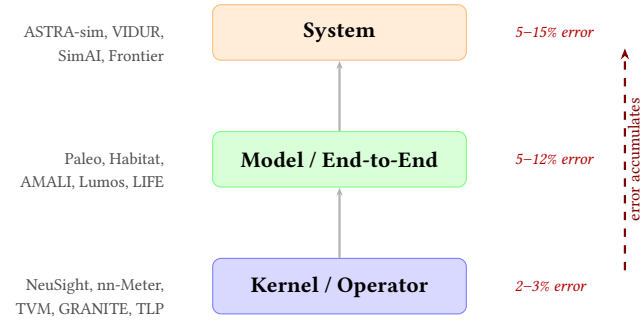 ASTRA-sim, VIDUR,
SimAI, Frontier
System
5–15% error
Paleo, Habitat,
AMALI, Lumos, LIFE
Model / End-to-End
5–12% error
error accumulates
NeuSight, nn-Meter,
TVM, GRANITE, TLP
Kernel / Operator
2–3% error